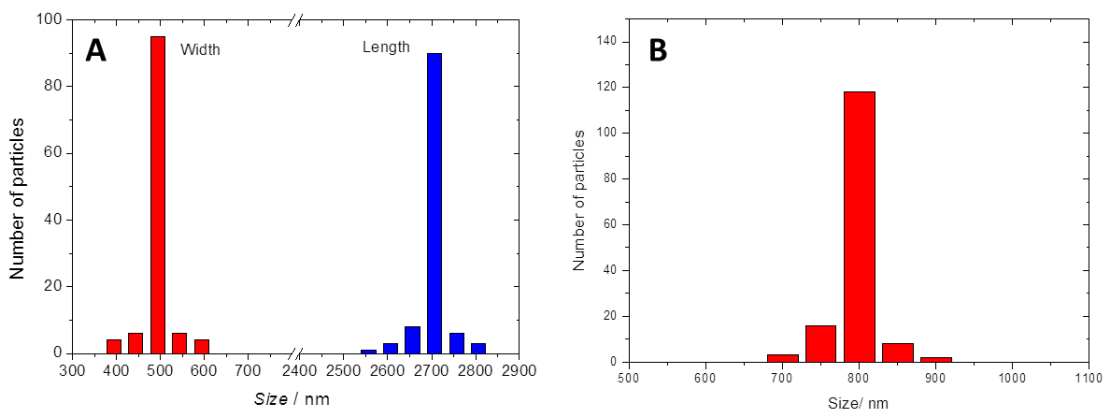 A
Width
Length
Number of particles
100
80
60
40
20
0
300 400 500 600 700 2400 2500 2600 2700 2800 2900
Size / nm
B
Number of particles
140
120
100
80
60
40
20
0
500 600 700 800 900 1000 1100
Size/ nm